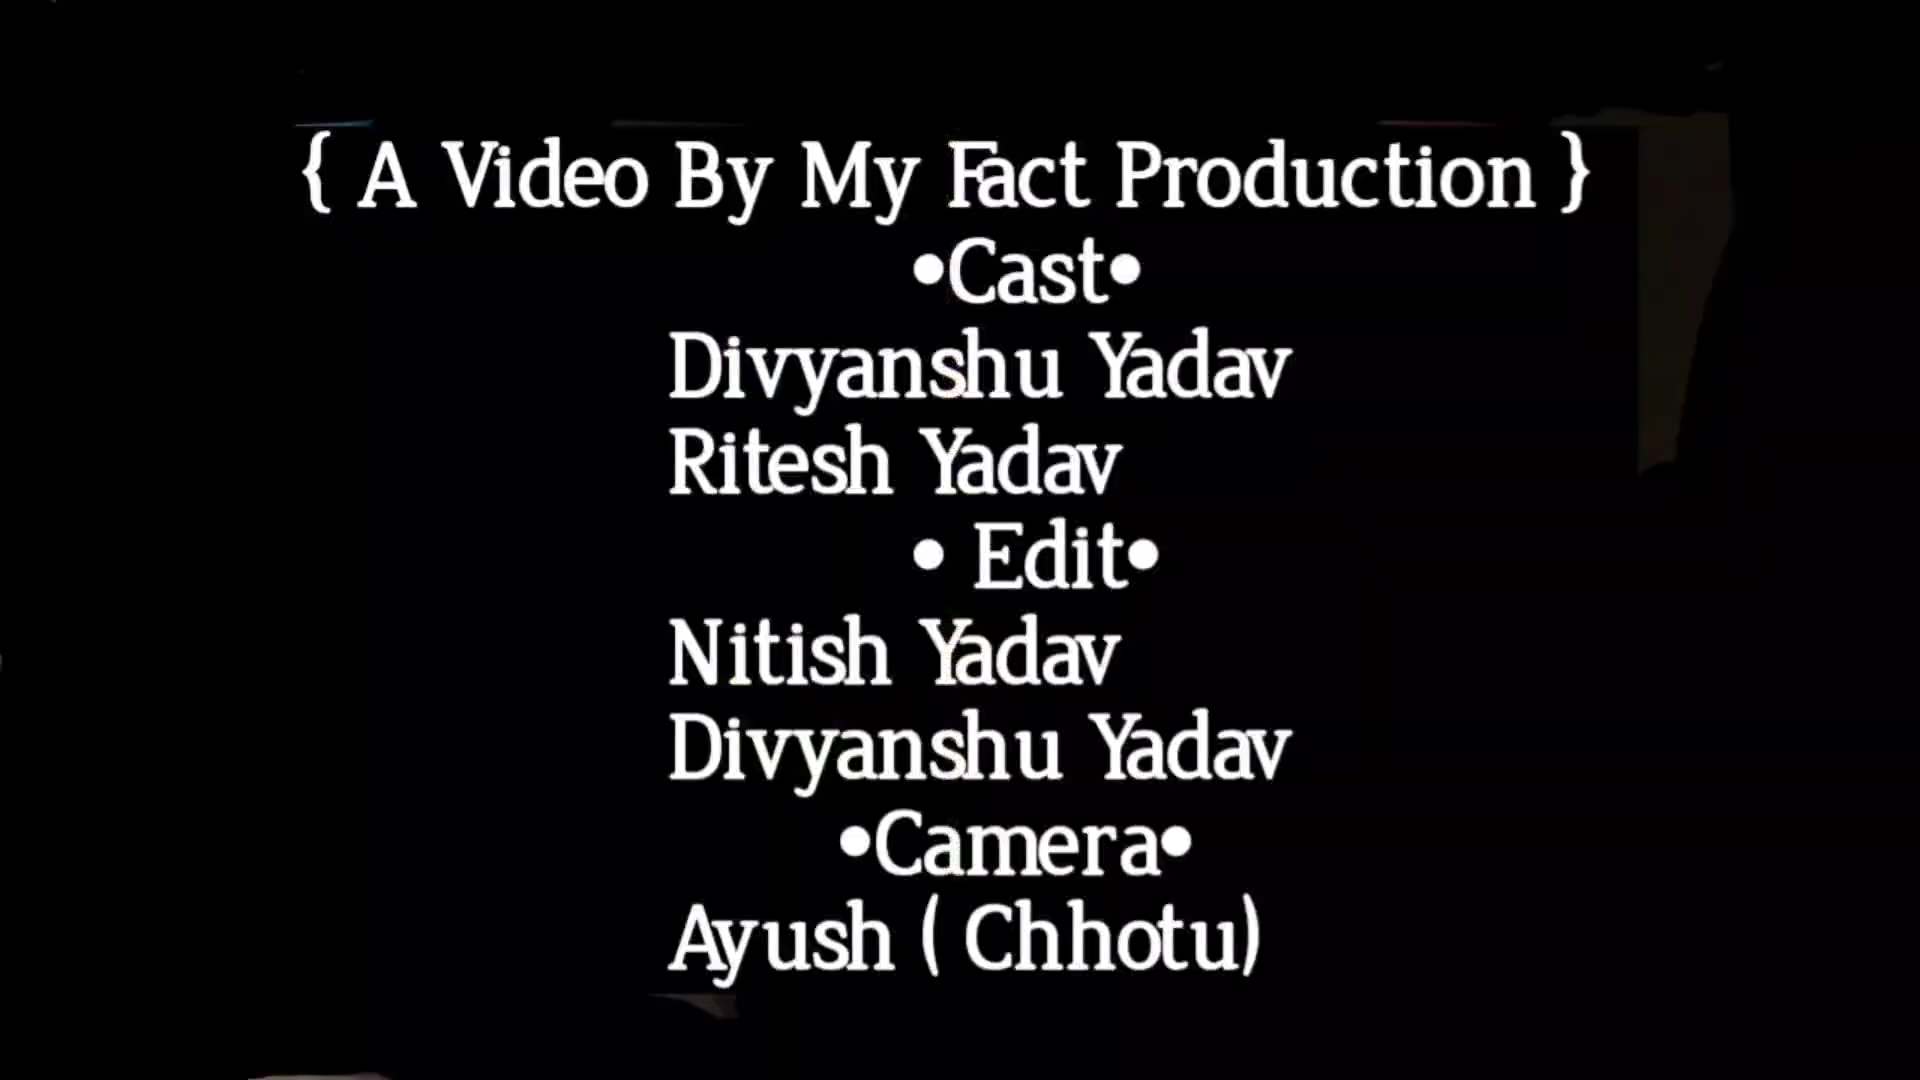 { A Video By My Fact Production }
•Cast•
Divyanshu Yadav
Ritesh Yadav
• Edit•
Nitish Yadav
Divyanshu Yadav
•Camera•
Ayush ( Chhotu)